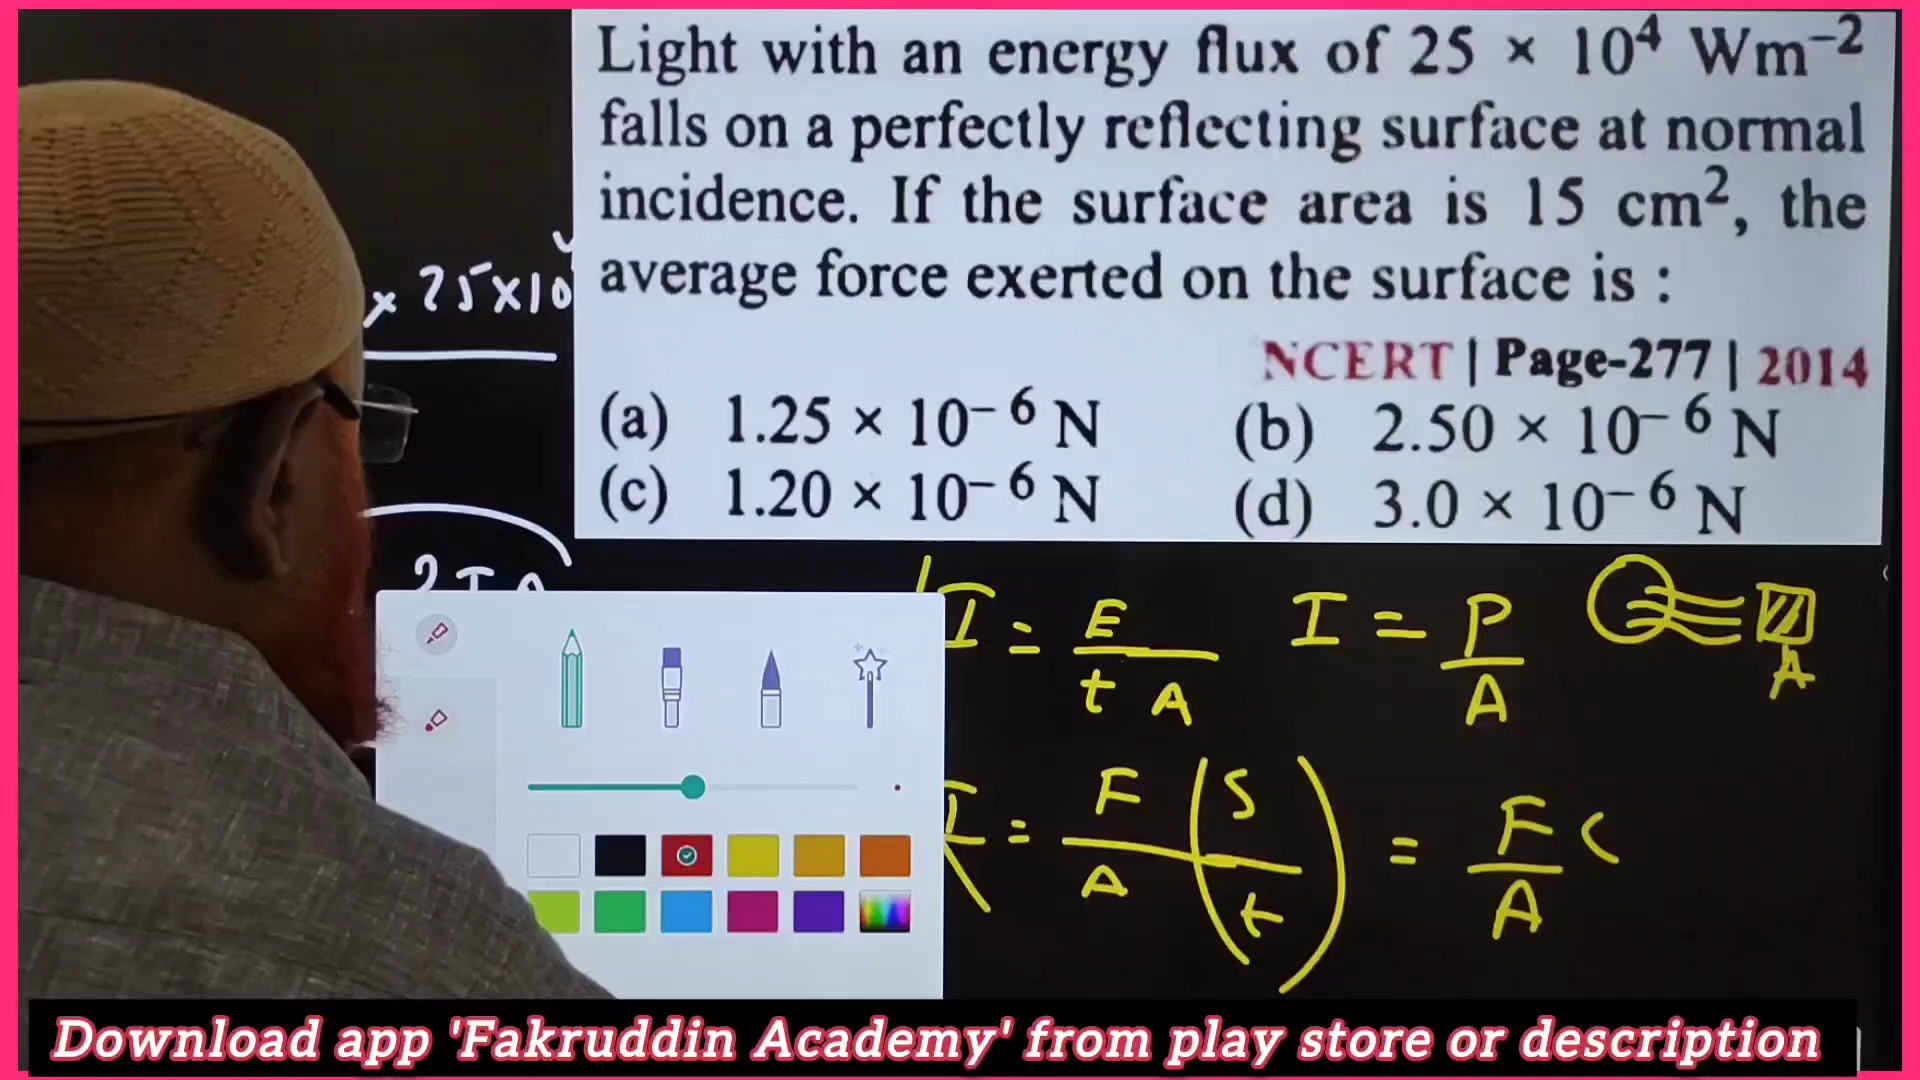 Light with an energy flux of 25 × 10⁴ Wm⁻²
falls on a perfectly reflecting surface at normal
incidence. If the surface area is 15 cm², the
average force exerted on the surface is :
NCERT | Page-277 | 2014
(a) 1.25 × 10⁻⁶ N (b) 2.50 × 10⁻⁶ N
(c) 1.20 × 10⁻⁶ N (d) 3.0 × 10⁻⁶ N
× 25×10⁴
2IA
I = E / t A
I = P / A
A
I = F / A (S / t) = F / A C
Download app 'Fakruddin Academy' from play store or description